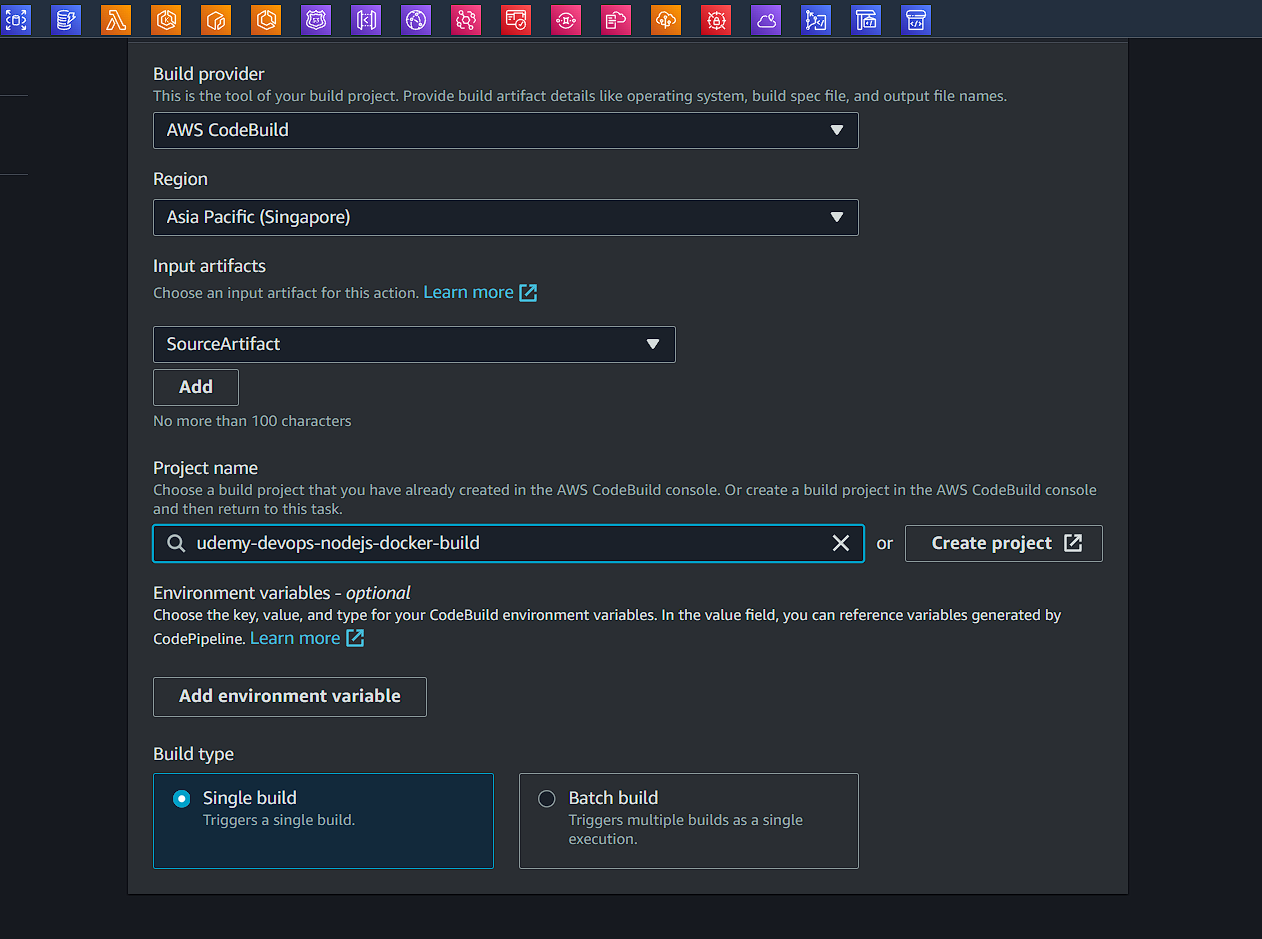 Build provider
This is the tool of your build project. Provide build artifact details like operating system, build spec file, and output file names.
AWS CodeBuild
Region
Asia Pacific (Singapore)
Input artifacts
Choose an input artifact for this action. Learn more
SourceArtifact
Add
No more than 100 characters
Project name
Choose a build project that you have already created in the AWS CodeBuild console. Or create a build project in the AWS CodeBuild console
and then return to this task.
udemy-devops-nodejs-docker-build
or
Create project
Environment variables - optional
Choose the key, value, and type for your CodeBuild environment variables. In the value field, you can reference variables generated by
CodePipeline. Learn more
Add environment variable
Build type
Single build
Triggers a single build.
Batch build
Triggers multiple builds as a single
execution.